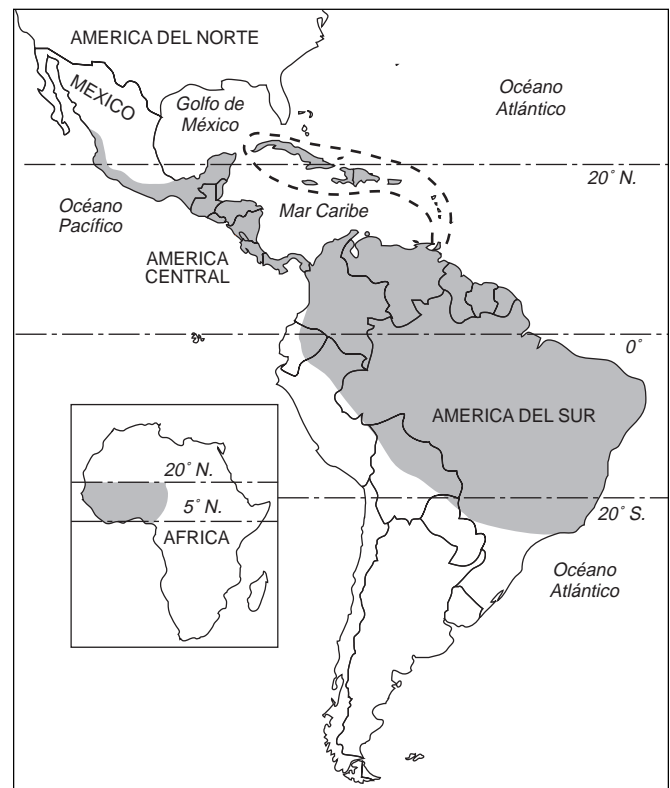 AMERICA DEL NORTE
MEXICO
Golfo de
México
Océano
Atlántico
20° N.
Océano
Pacífico
Mar Caribe
AMERICA
CENTRAL
0°
AMERICA DEL SUR
20° N.
5° N.
AFRICA
20° S.
Océano
Atlántico